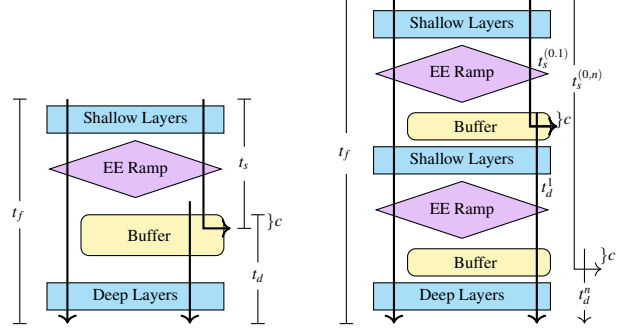 Shallow Layers
EE Ramp
Buffer
Deep Layers
t_f
t_s
}c
t_d
Shallow Layers
t_s^{(0.1)}
EE Ramp
t_s^{(0,n)}
Buffer
}c
t_f
Shallow Layers
t_d^1
EE Ramp
Buffer
}c
Deep Layers
t_d^n